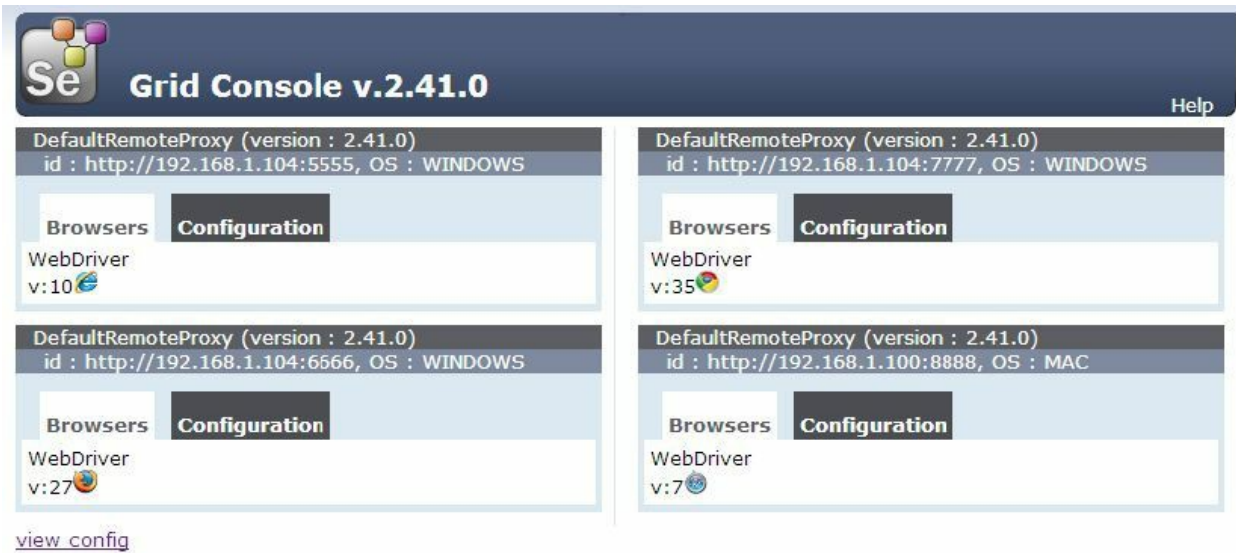 Se
Grid Console v.2.41.0
Help
DefaultRemoteProxy (version : 2.41.0)
id : http://192.168.1.104:5555, OS : WINDOWS
Browsers Configuration
WebDriver
v:10
DefaultRemoteProxy (version : 2.41.0)
id : http://192.168.1.104:6666, OS : WINDOWS
Browsers Configuration
WebDriver
v:27
DefaultRemoteProxy (version : 2.41.0)
id : http://192.168.1.104:7777, OS : WINDOWS
Browsers Configuration
WebDriver
v:35
DefaultRemoteProxy (version : 2.41.0)
id : http://192.168.1.100:8888, OS : MAC
Browsers Configuration
WebDriver
v:7
view config